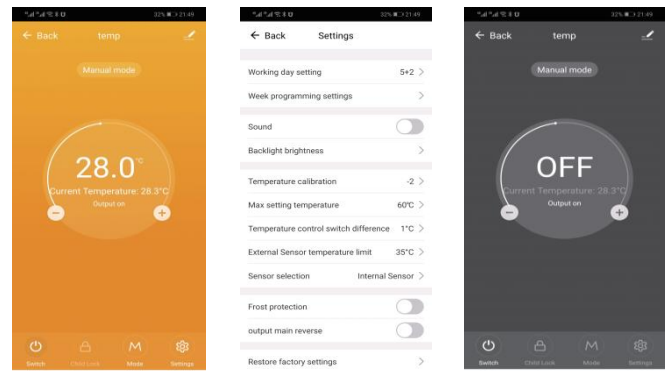 32% 21:49
← Back temp
Manual mode
28.0°C
Current Temperature: 28.3°C
Output on
Switch Child Lock Mode Settings
32% 21:49
← Back Settings
Working day setting 5+2 >
Week programming settings >
Sound
Backlight brightness >
Temperature calibration -2 >
Max setting temperature 60°C >
Temperature control switch difference 1°C >
External Sensor temperature limit 35°C >
Sensor selection Internal Sensor >
Frost protection
output main reverse
Restore factory settings >
32% 21:49
← Back temp
Manual mode
OFF
Current Temperature: 28.3°C
Output on
Switch Child Lock Mode Settings